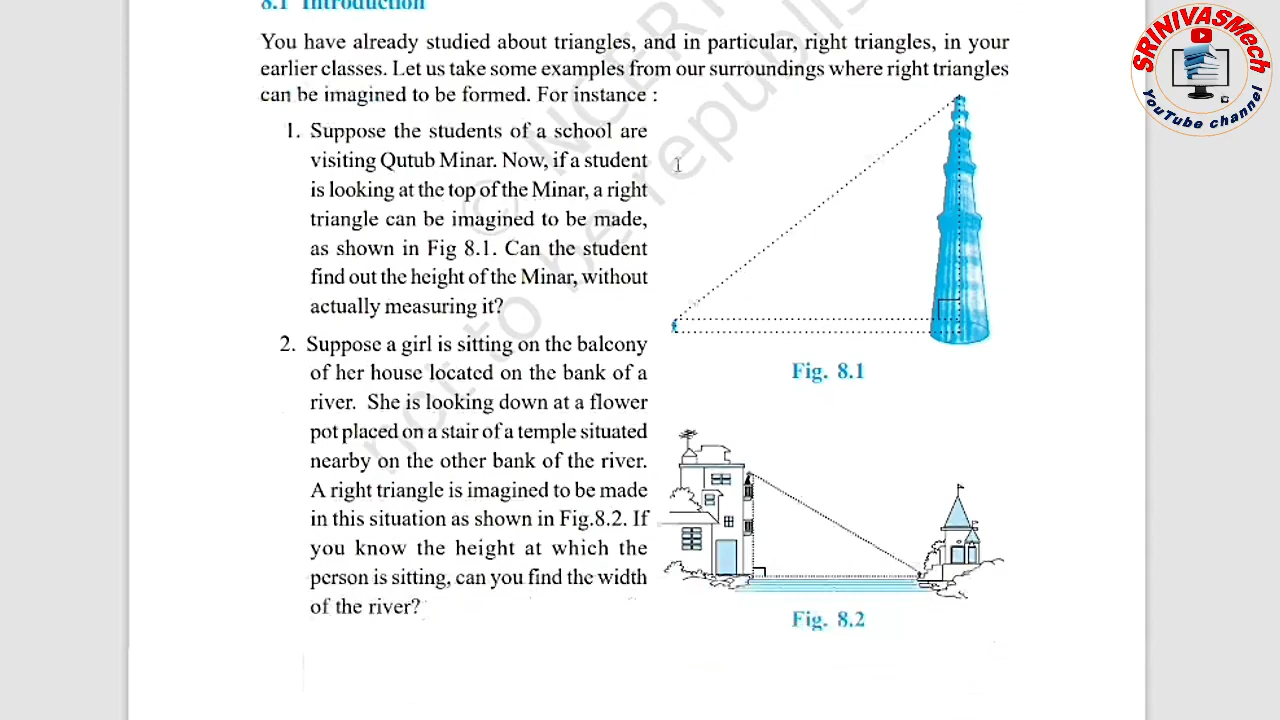 8.1 Introduction
You have already studied about triangles, and in particular, right triangles, in your
earlier classes. Let us take some examples from our surroundings where right triangles
can be imagined to be formed. For instance :
1. Suppose the students of a school are
visiting Qutub Minar. Now, if a student
is looking at the top of the Minar, a right
triangle can be imagined to be made,
as shown in Fig 8.1. Can the student
find out the height of the Minar, without
actually measuring it?
Fig. 8.1
2. Suppose a girl is sitting on the balcony
of her house located on the bank of a
river. She is looking down at a flower
pot placed on a stair of a temple situated
nearby on the other bank of the river.
A right triangle is imagined to be made
in this situation as shown in Fig.8.2. If
you know the height at which the
person is sitting, can you find the width
of the river?
Fig. 8.2
© NCERT
not to be republis
SRINIVASMech
YouTube channel